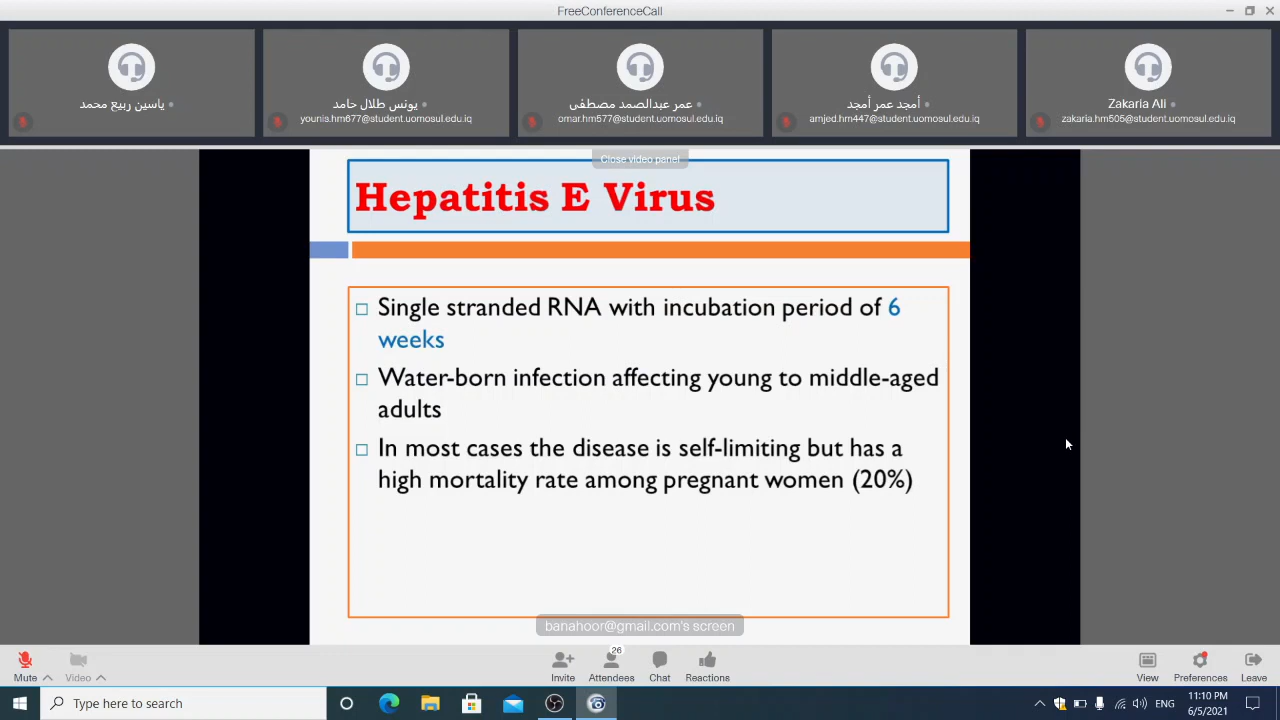 FreeConferenceCall
ياسين ربيع محمد
يونس طلال حامد
younis.hm677@student.uomosul.edu.iq
عمر عبدالصمد مصطفى
omar.hm577@student.uomosul.edu.iq
أمجد عمر أمجد
amjed.hm447@student.uomosul.edu.iq
Zakaria Ali
zakaria.hm505@student.uomosul.edu.iq
Close video panel
Hepatitis E Virus
Single stranded RNA with incubation period of 6
weeks
Water-born infection affecting young to middle-aged
adults
In most cases the disease is self-limiting but has a
high mortality rate among pregnant women (20%)
banahoor@gmail.com's screen
Mute
Video
Invite
26
Attendees
Chat
Reactions
View
Preferences
Leave
Type here to search
ENG
11:10 PM
6/5/2021